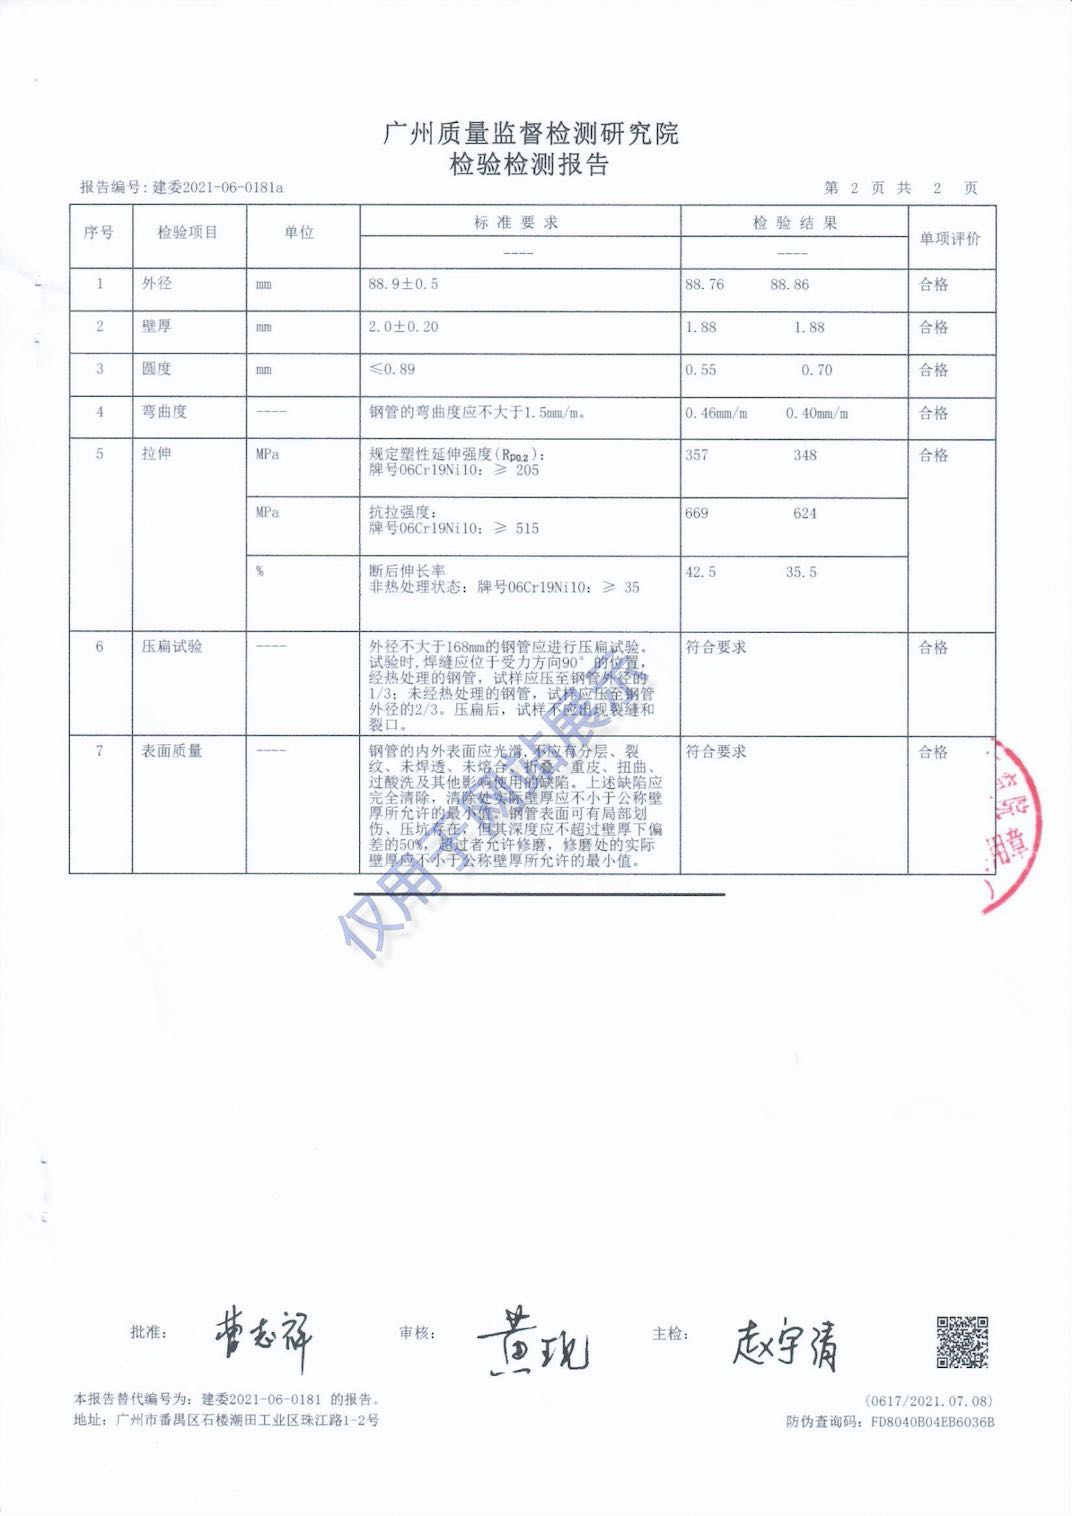 广州质量监督检测研究院
检验检测报告
报告编号:建委2021-06-0181a
第 2 页 共 2 页
序号 检验项目 单位 标准要求 检验结果 单项评价
---- ----
1 外径 mm 88.9±0.5 88.76 88.86 合格
2 壁厚 mm 2.0±0.20 1.88 1.88 合格
3 圆度 mm ≤0.89 0.55 0.70 合格
4 弯曲度 ---- 钢管的弯曲度应不大于1.5mm/m。 0.46mm/m 0.40mm/m 合格
5 拉伸 MPa 规定塑性延伸强度(Rp0.2): 357 348 合格
牌号06Cr19Ni10: ≥ 205
MPa 抗拉强度: 669 624
牌号06Cr19Ni10: ≥ 515
% 断后伸长率 42.5 35.5
非热处理状态: 牌号06Cr19Ni10: ≥ 35
6 压扁试验 ---- 外径不大于168mm的钢管应进行压扁试验。 符合要求 合格
试验时,焊缝应位于受力方向90°的位置,
经热处理的钢管,试样应压至钢管外径的
1/3; 未经热处理的钢管,试样应压至钢管
外径的2/3。压扁后,试样不应出现裂缝和
裂口。
7 表面质量 ---- 钢管的内外表面应光滑,不应有分层、裂 符合要求 合格
纹、未焊透、未熔合、折叠、重皮、扭曲、
过酸洗及其他影响使用的缺陷。上述缺陷应
完全清除,清除处实际壁厚应不小于公称壁
厚所允许的最小值。钢管表面可有局部划
伤、压坑存在,但其深度应不超过壁厚下偏
差的50%,超过者允许修磨,修磨处的实际
壁厚应不小于公称壁厚所允许的最小值。
仅用于网站展示
院
用章
批准: 曹志祥 审核: 黄现 主检: 赵宇清
本报告替代编号为: 建委2021-06-0181 的报告。
(0617/2021.07.08)
地址: 广州市番禺区石楼潮田工业区珠江路1-2号
防伪查询码: FD8040B04EB6036B